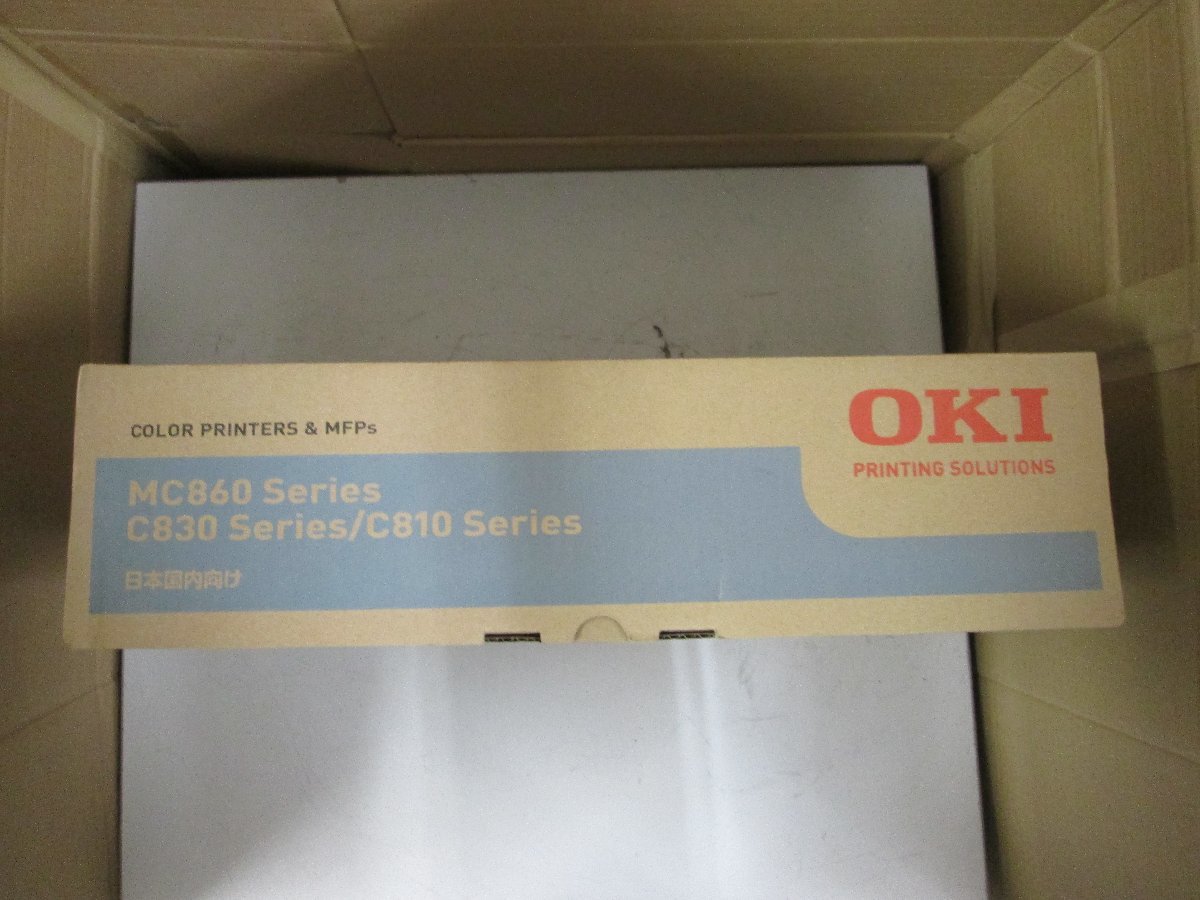 COLOR PRINTERS & MFPs
OKI
PRINTING SOLUTIONS
MC860 Series
C830 Series/C810 Series
日本国内向け